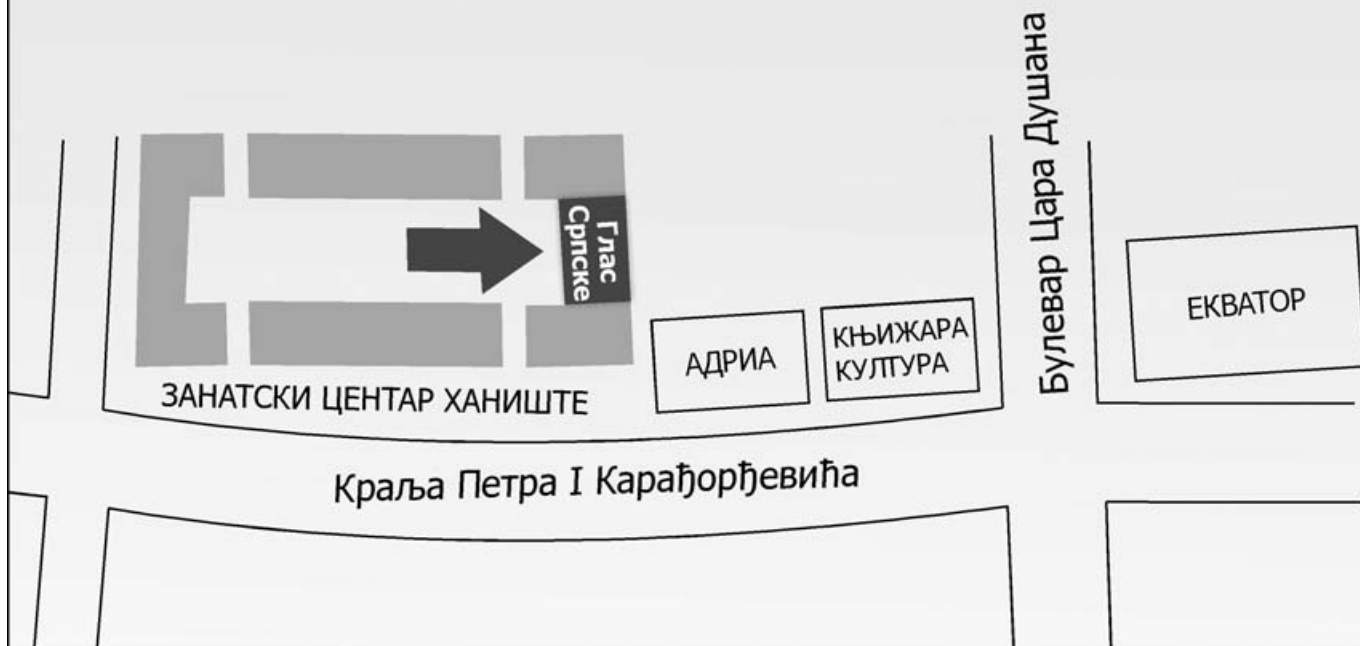 Булевар Цара Душана
Глас
Српске
ЕКВАТОР
КЊИЖАРА
КУЛТУРА
АДРИА
ЗАНАТСКИ ЦЕНТАР ХАНИШТЕ
Краља Петра I Карађорђевића